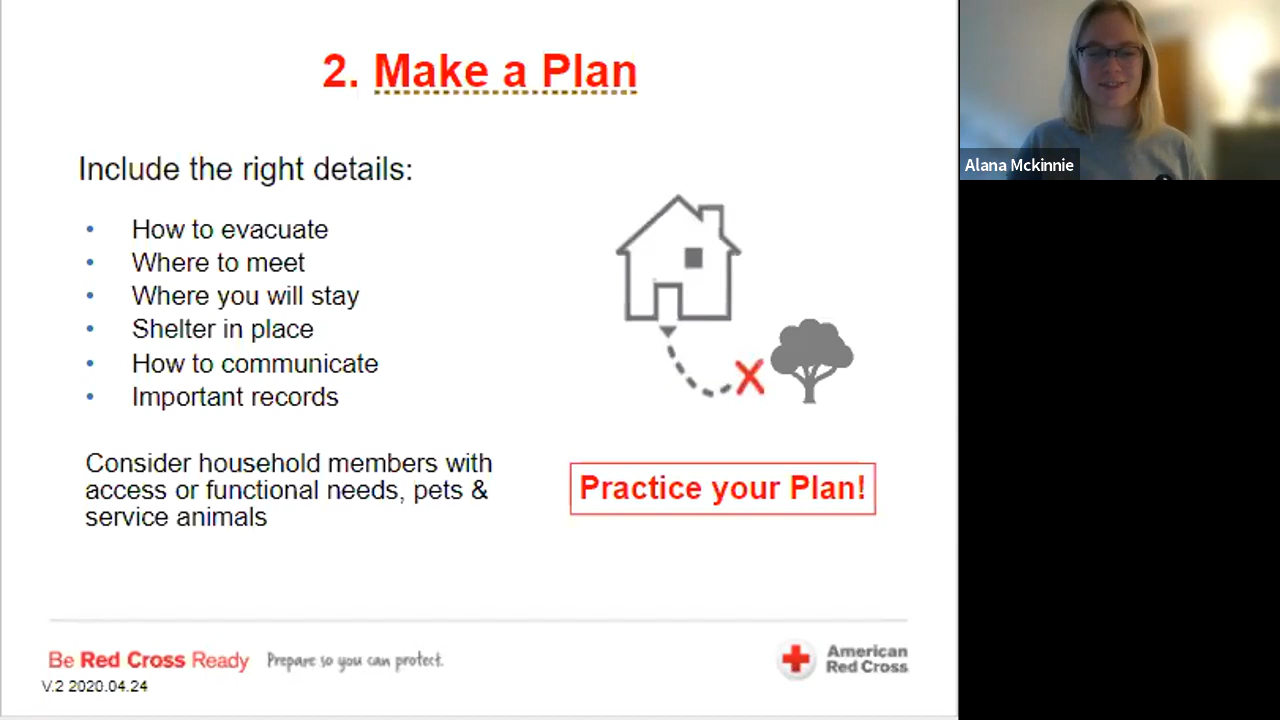 2. Make a Plan
Include the right details:
• How to evacuate
• Where to meet
• Where you will stay
• Shelter in place
• How to communicate
• Important records
Consider household members with
access or functional needs, pets &
service animals
Practice your Plan!
Be Red Cross Ready Prepare so you can protect.
V.2 2020.04.24
American
Red Cross
Alana Mckinnie